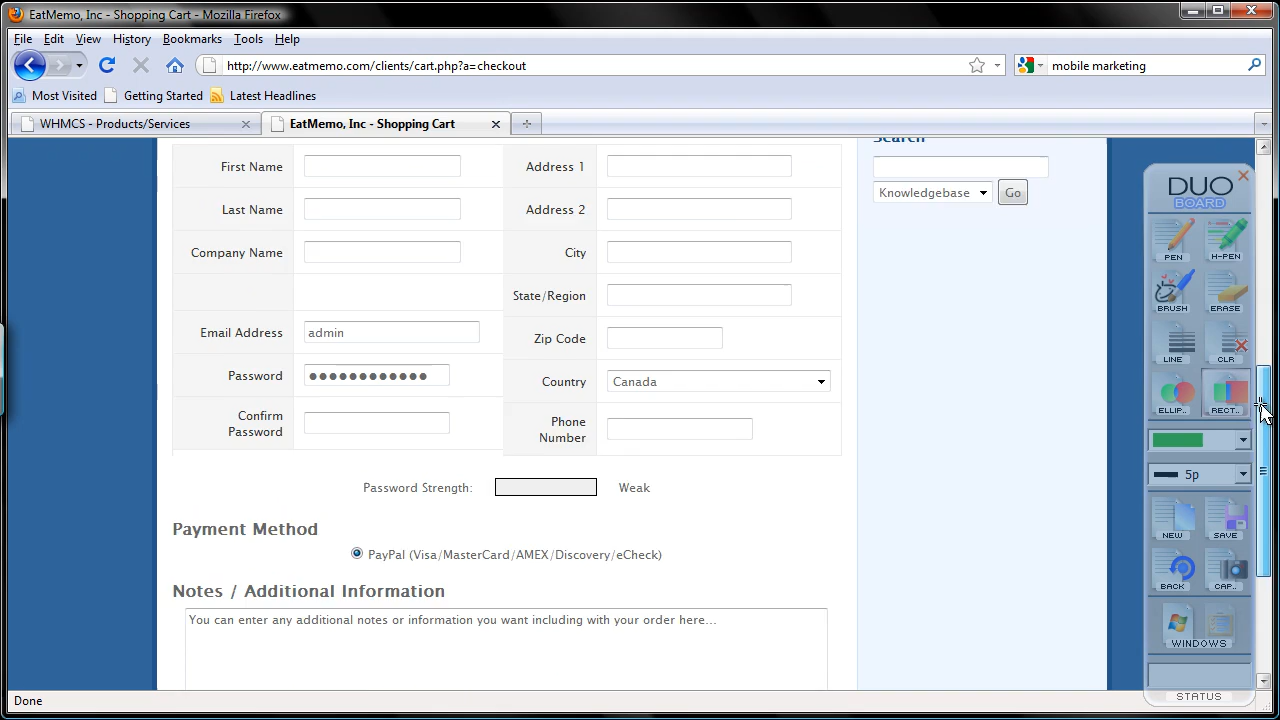 EatMemo, Inc - Shopping Cart - Mozilla Firefox
File Edit View History Bookmarks Tools Help
http://www.eatmemo.com/clients/cart.php?a=checkout
mobile marketing
Most Visited Getting Started Latest Headlines
WHMCS - Products/Services
EatMemo, Inc - Shopping Cart
Search
Knowledgebase
Go
First Name
Address 1
Last Name
Address 2
Company Name
City
State/Region
Email Address
admin
Zip Code
Password
Country
Canada
Confirm
Password
Phone
Number
Password Strength:
Weak
Payment Method
PayPal (Visa/MasterCard/AMEX/Discovery/eCheck)
Notes / Additional Information
You can enter any additional notes or information you want including with your order here...
Done
DUO
BOARD
PEN
H-PEN
BRUSH
ERASE
LINE
CLR
ELLIP..
RECT..
5p
NEW
SAVE
BACK
CAP..
WINDOWS
STATUS